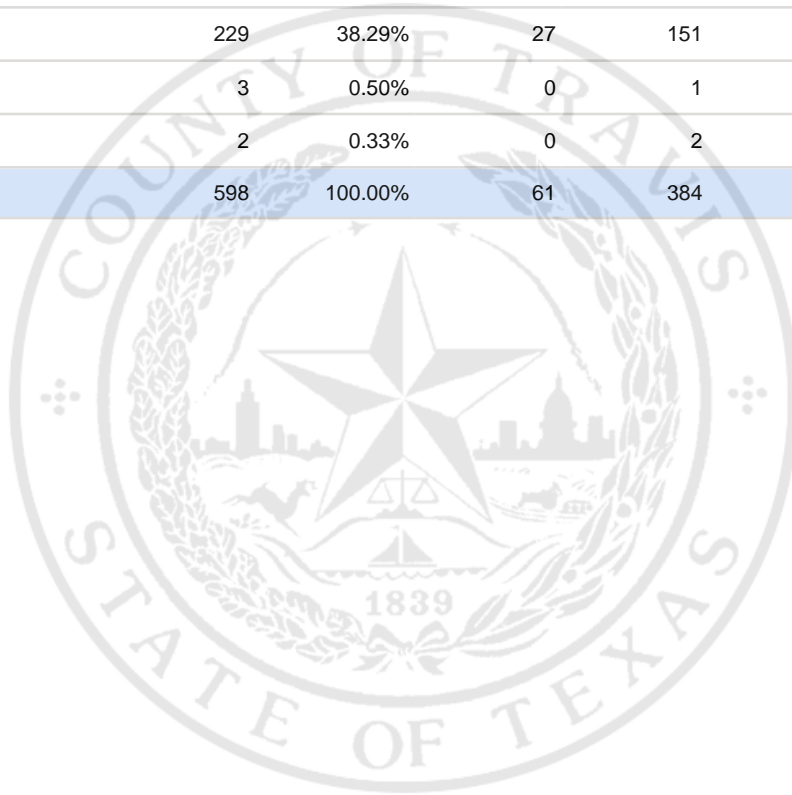 229 38.29% 27 151
3 0.50% 0 1
2 0.33% 0 2
598 100.00% 61 384
COUNTY OF TRAVIS
1839
STATE OF TEXAS